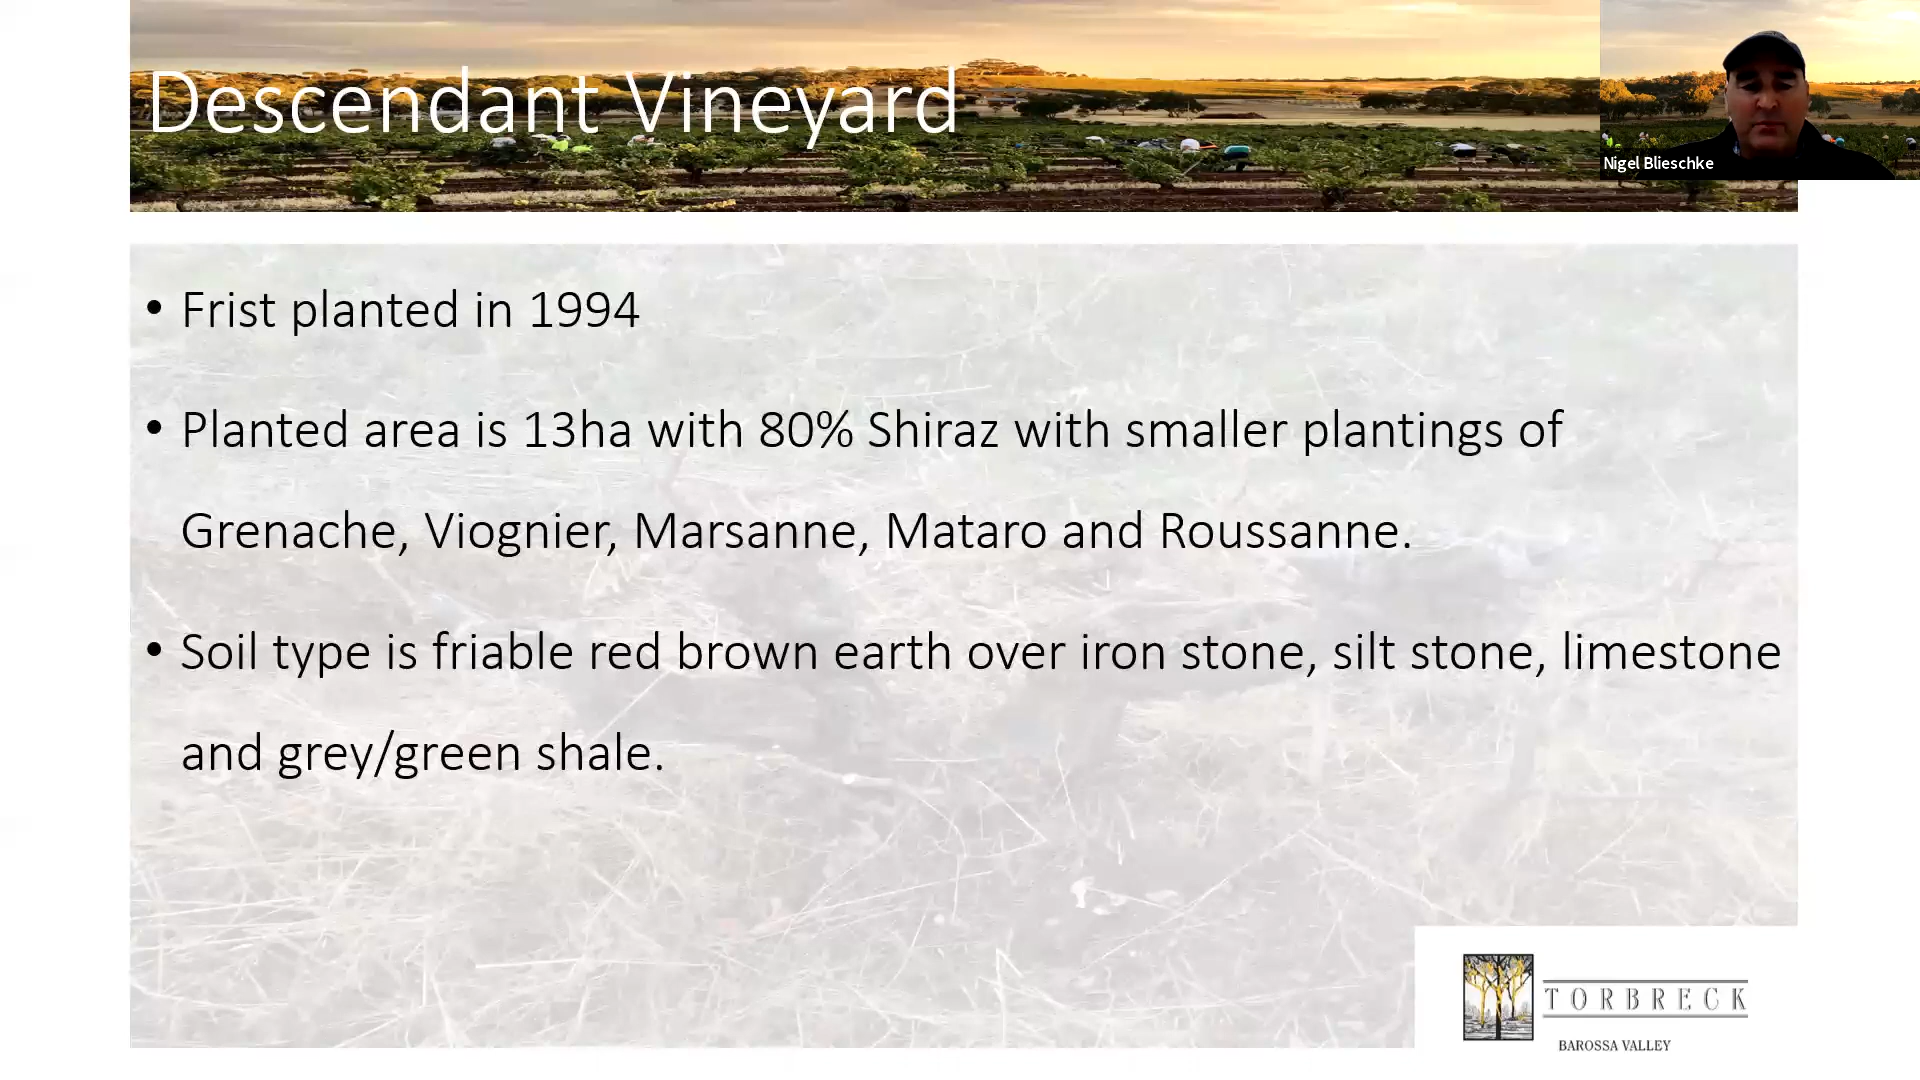 Descendant Vineyard
Nigel Blieschke
• Frist planted in 1994
• Planted area is 13ha with 80% Shiraz with smaller plantings of
Grenache, Viognier, Marsanne, Mataro and Roussanne.
• Soil type is friable red brown earth over iron stone, silt stone, limestone
and grey/green shale.
TORBRECK
BAROSSA VALLEY